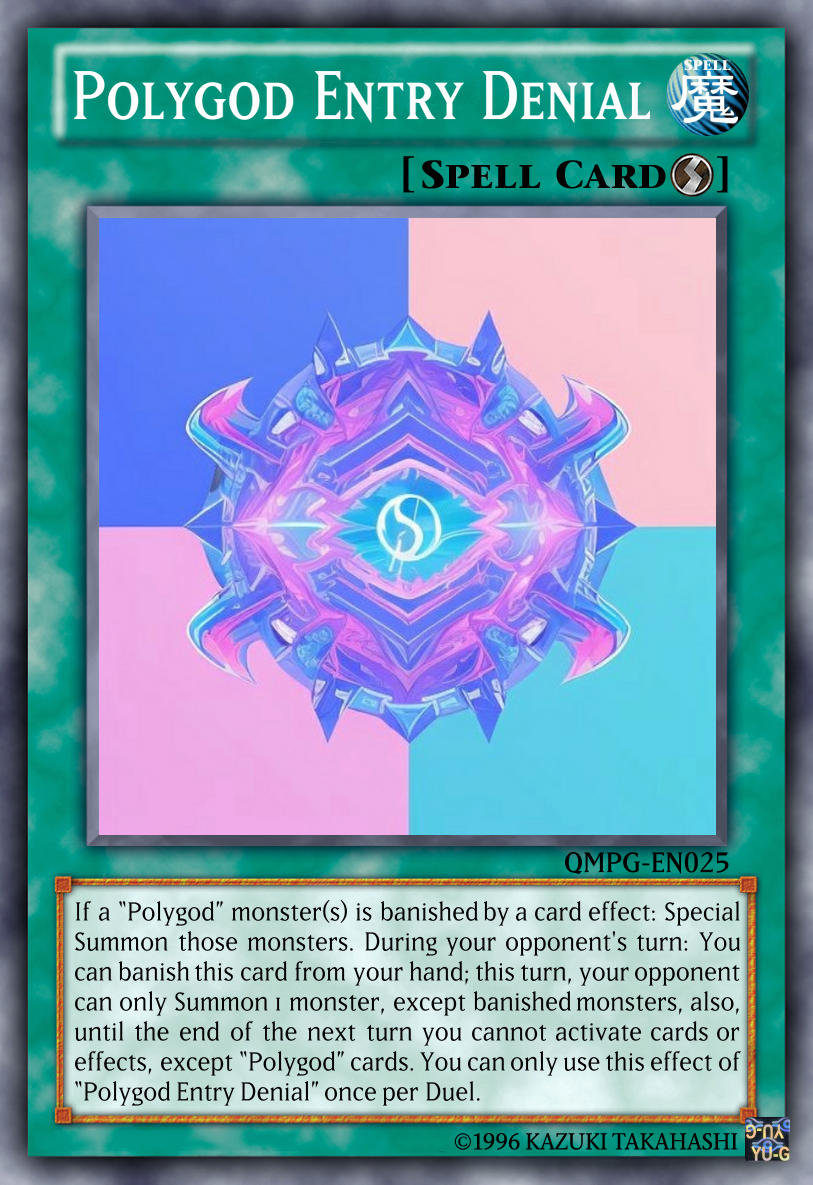 Polygod Entry Denial
SPELL
魔
[Spell Card]
QMPG-EN025
If a "Polygod" monster(s) is banished by a card effect: Special
Summon those monsters. During your opponent's turn: You
can banish this card from your hand; this turn, your opponent
can only Summon 1 monster, except banished monsters, also,
until the end of the next turn you cannot activate cards or
effects, except "Polygod" cards. You can only use this effect of
"Polygod Entry Denial" once per Duel.
©1996 KAZUKI TAKAHASHI
YU-G
YU-G